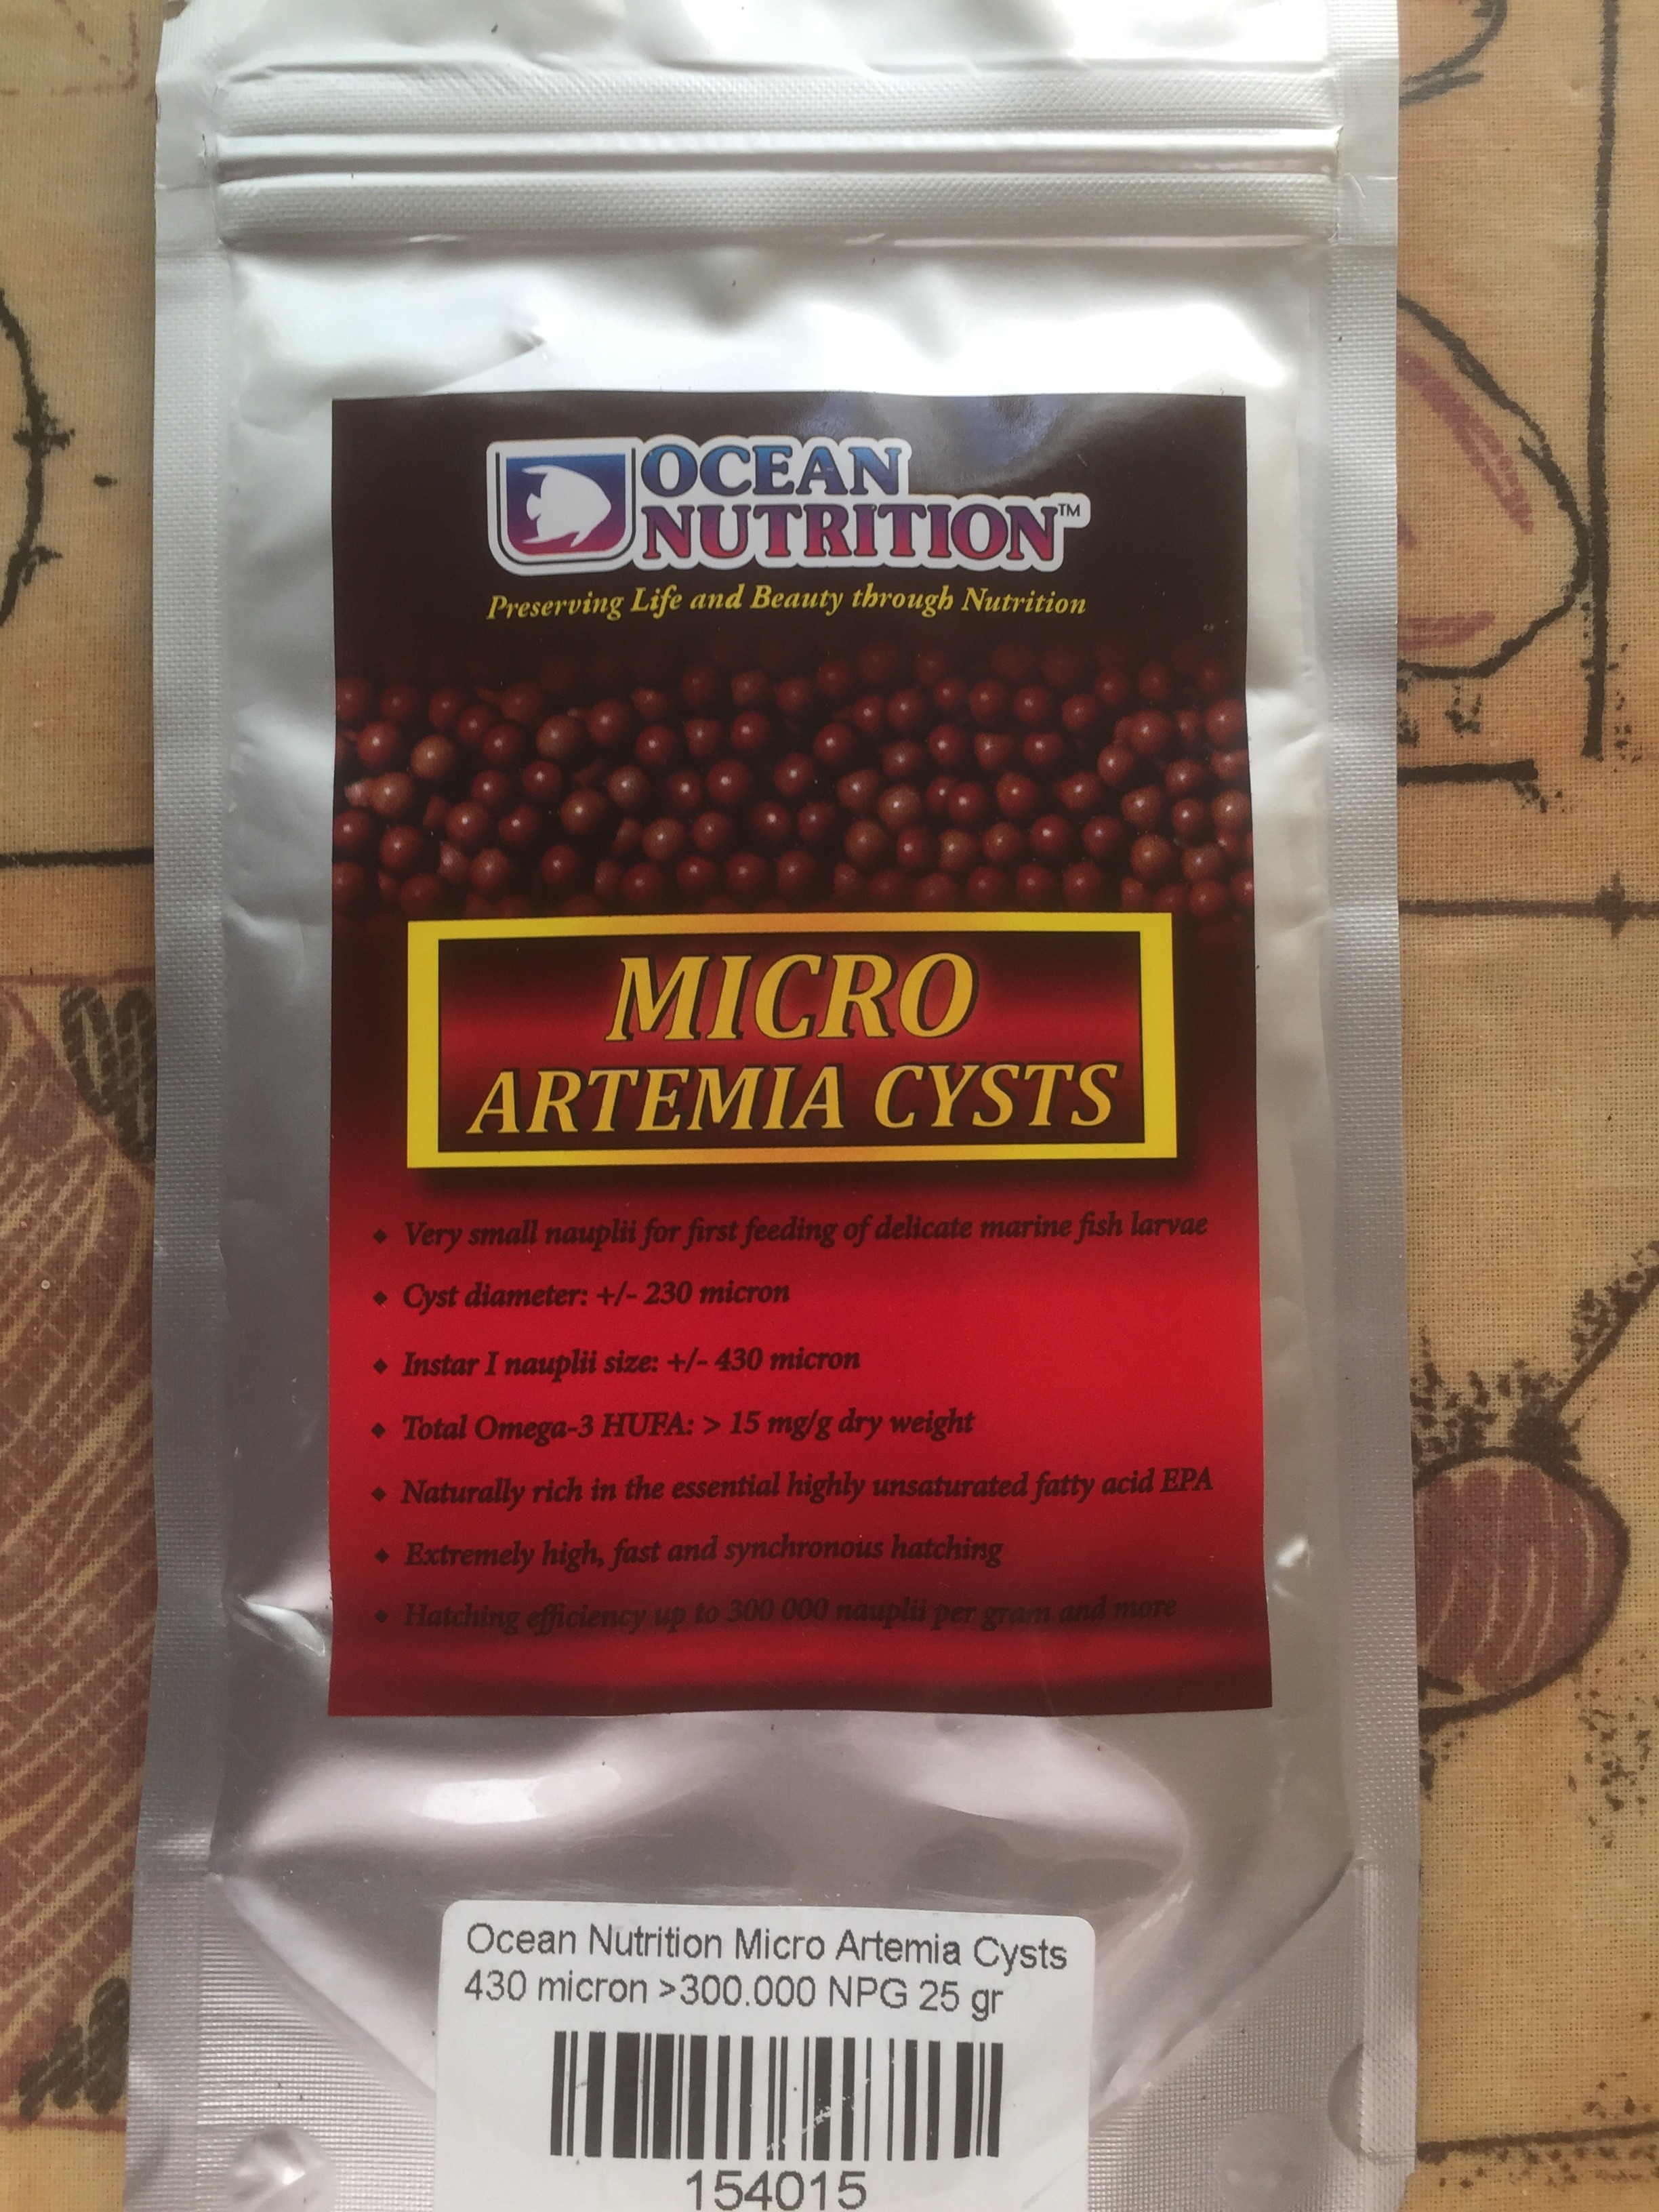 OCEAN
NUTRITION™
Preserving Life and Beauty through Nutrition
MICRO
ARTEMIA CYSTS
◆ Very small nauplii for first feeding of delicate marine fish larvae
◆ Cyst diameter: +/- 230 micron
◆ Instar I nauplii size: +/- 430 micron
◆ Total Omega-3 HUFA: > 15 mg/g dry weight
◆ Naturally rich in the essential highly unsaturated fatty acid EPA
◆ Extremely high, fast and synchronous hatching
◆ Hatching efficiency up to 300 000 nauplii per gram and more
Ocean Nutrition Micro Artemia Cysts
430 micron >300.000 NPG 25 gr
154015